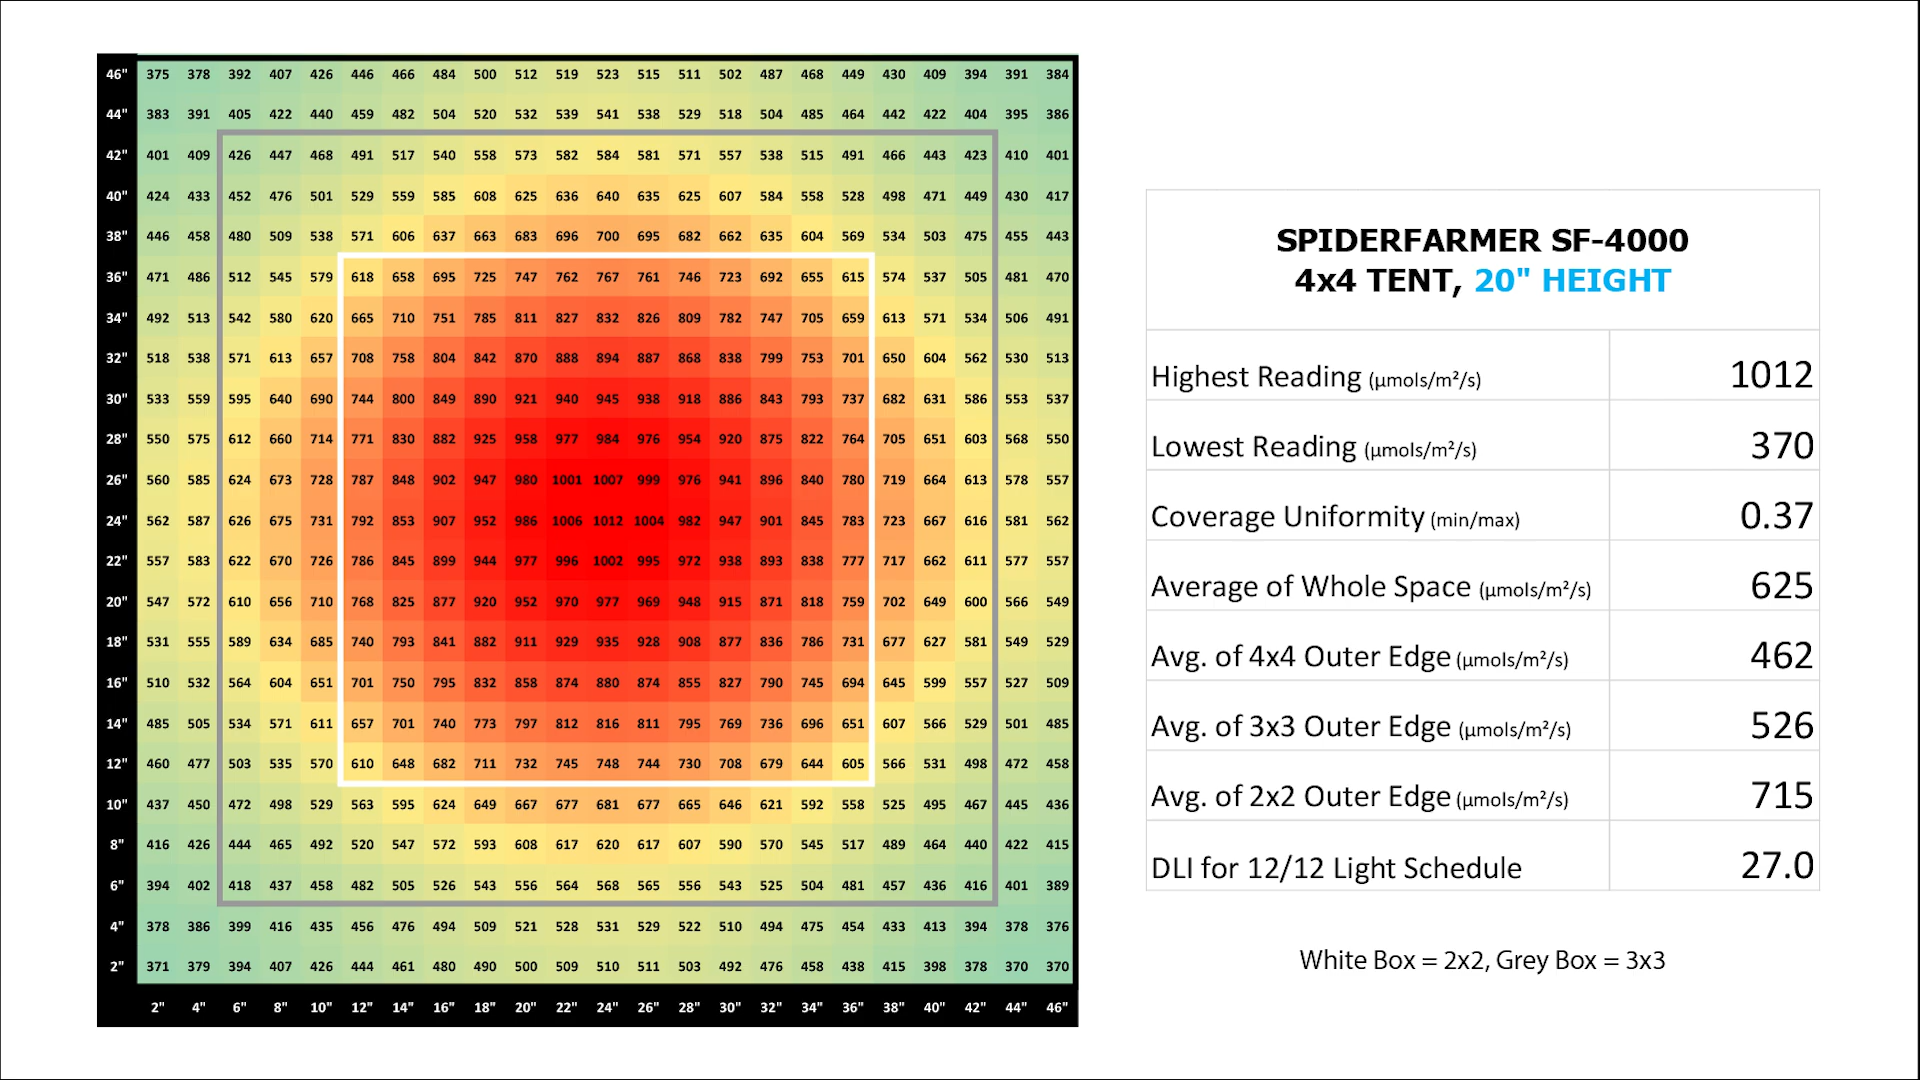 46" 375 378 392 407 426 446 466 484 500 512 519 523 515 511 502 487 468 449 430 409 394 391 384
44" 383 391 405 422 440 459 482 504 520 532 539 541 538 529 518 504 485 464 442 422 404 395 386
42" 401 409 426 447 468 491 517 540 558 573 582 584 581 571 557 538 515 491 466 443 423 410 401
40" 424 433 452 476 501 529 559 585 608 625 636 640 635 625 607 584 558 528 498 471 449 430 417
38" 446 458 480 509 538 571 606 637 663 683 696 700 695 682 662 635 604 569 534 503 475 455 443
36" 471 486 512 545 579 618 658 695 725 747 762 767 761 746 723 692 655 615 574 537 505 481 470
34" 492 513 542 580 620 665 710 751 785 811 827 832 826 809 782 747 705 659 613 571 534 506 491
32" 518 538 571 613 657 708 758 804 842 870 888 894 887 868 838 799 753 701 650 604 562 530 513
30" 533 559 595 640 690 744 800 849 890 921 940 945 938 918 886 843 793 737 682 631 586 553 537
28" 550 575 612 660 714 771 830 882 925 958 977 984 976 954 920 875 822 764 705 651 603 568 550
26" 560 585 624 673 728 787 848 902 947 980 1001 1007 999 976 941 896 840 780 719 664 613 578 557
24" 562 587 626 675 731 792 853 907 952 986 1006 1012 1004 982 947 901 845 783 723 667 616 581 562
22" 557 583 622 670 726 786 845 899 944 977 996 1002 995 972 938 893 838 777 717 662 611 577 557
20" 547 572 610 656 710 768 825 877 920 952 970 977 969 948 915 871 818 759 702 649 600 566 549
18" 531 555 589 634 685 740 793 841 882 911 929 935 928 908 877 836 786 731 677 627 581 549 529
16" 510 532 564 604 651 701 750 795 832 858 874 880 874 855 827 790 745 694 645 599 557 527 509
14" 485 505 534 571 611 657 701 740 773 797 812 816 811 795 769 736 696 651 607 566 529 501 485
12" 460 477 503 535 570 610 648 682 711 732 745 748 744 730 708 679 644 605 566 531 498 472 458
10" 437 450 472 498 529 563 595 624 649 667 677 681 677 665 646 621 592 558 525 495 467 445 436
8" 416 426 444 465 492 520 547 572 593 608 617 620 617 607 590 570 545 517 489 464 440 422 415
6" 394 402 418 437 458 482 505 526 543 556 564 568 565 556 543 525 504 481 457 436 416 401 389
4" 378 386 399 416 435 456 476 494 509 521 528 531 529 522 510 494 475 454 433 413 394 378 376
2" 371 379 394 407 426 444 461 480 490 500 509 510 511 503 492 476 458 438 415 398 378 370 370
2" 4" 6" 8" 10" 12" 14" 16" 18" 20" 22" 24" 26" 28" 30" 32" 34" 36" 38" 40" 42" 44" 46"
SPIDERFARMER SF-4000
4x4 TENT, 20" HEIGHT
Highest Reading (µmols/m²/s) 1012
Lowest Reading (µmols/m²/s) 370
Coverage Uniformity (min/max) 0.37
Average of Whole Space (µmols/m²/s) 625
Avg. of 4x4 Outer Edge (µmols/m²/s) 462
Avg. of 3x3 Outer Edge (µmols/m²/s) 526
Avg. of 2x2 Outer Edge (µmols/m²/s) 715
DLI for 12/12 Light Schedule 27.0
White Box = 2x2, Grey Box = 3x3